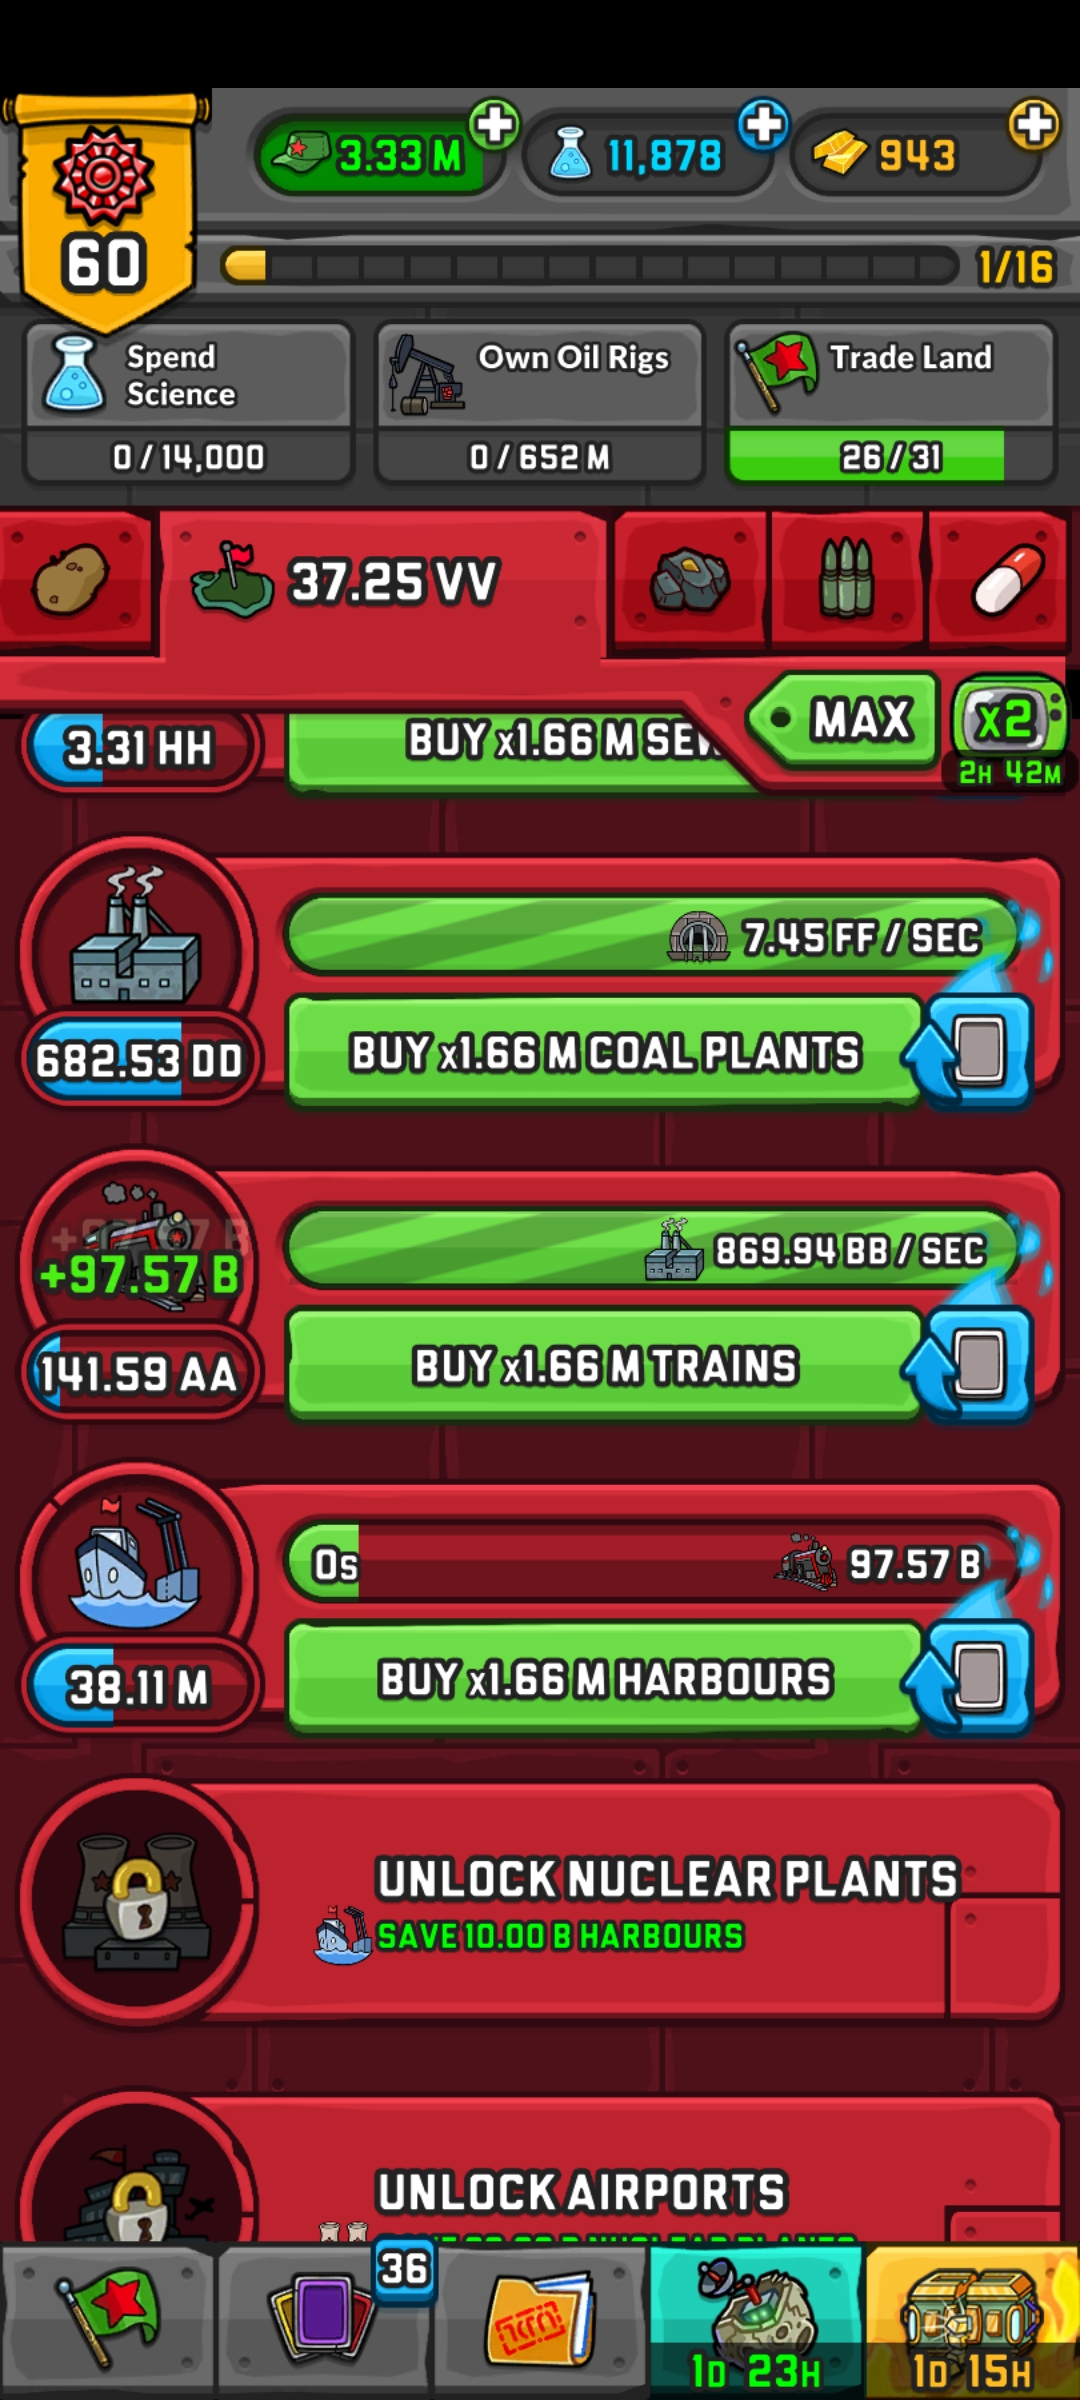 3.33 M
11,878
943
60
1/16
Spend
Science
Own Oil Rigs
Trade Land
0 / 14,000
0 / 652 M
26 / 31
37.25 VV
MAX
x2
2H 42M
3.31 HH
BUY x1.66 M
7.45 FF / SEC
682.53 DD
BUY x1.66 M COAL PLANTS
869.94 BB / SEC
+97.57 B
141.59 AA
BUY x1.66 M TRAINS
0s
97.57 B
38.11 M
BUY x1.66 M HARBOURS
UNLOCK NUCLEAR PLANTS
SAVE 10.00 B HARBOURS
UNLOCK AIRPORTS
36
1D 23H
1D 15H